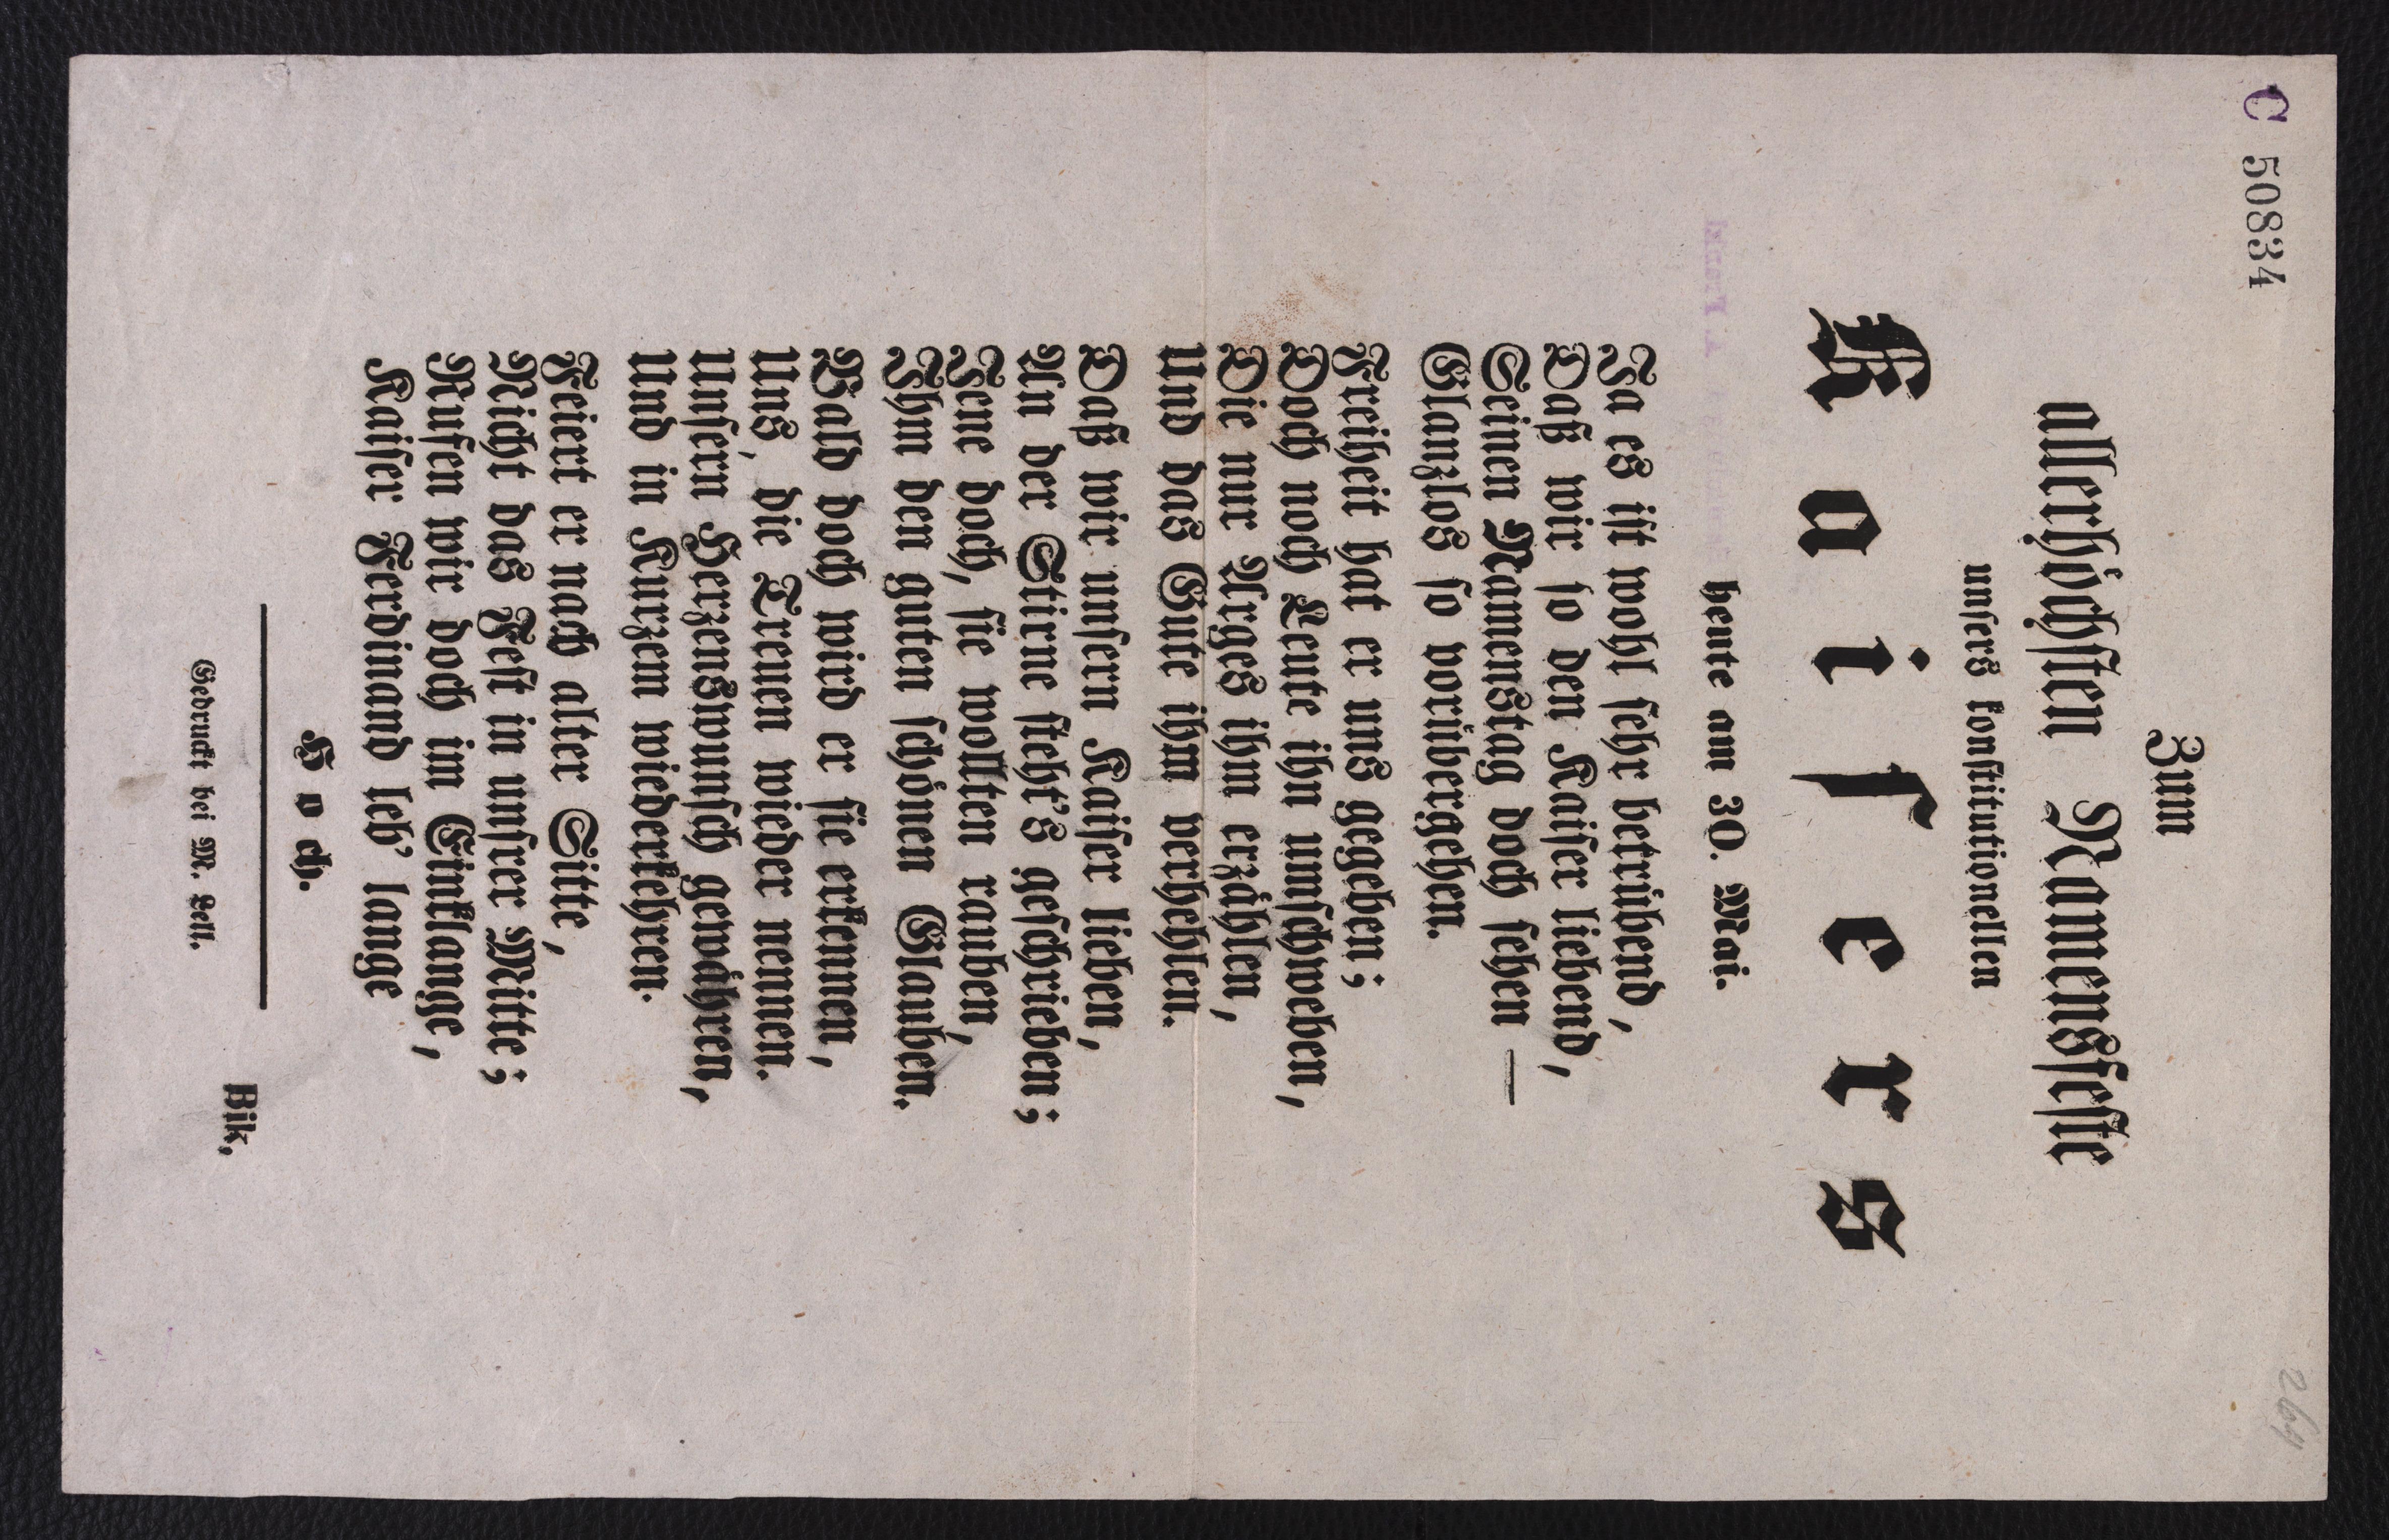 C 50834
Zum
allerhöchsten Namensfeste
unsers konstitutionellen
Kaisers
heute am 30. Mai.
Ja es ist wohl sehr betrübend,
Daß wir so den Kaiser liebend,
Seinen Namenstag doch sehen —
Glanzlos so vorübergehen.
Freiheit hat er uns gegeben;
Doch noch Leute ihn umschweben,
Die nur Arges ihm erzählen,
Und das Gute ihm verhehlen.
Daß wir unsern Kaiser lieben,
An der Stirne steht's geschrieben;
Jene doch, sie wollten rauben,
Ihm den guten schönen Glauben.
Bald doch wird er sie erkennen,
Uns, die Treuen wieder nennen.
Unsern Herzenswunsch gewähren,
Und in Kurzem wiederkehren.
Feiert er nach alter Sitte,
Nicht das Fest in unsrer Mitte;
Rufen wir doch im Einklange,
Kaiser Ferdinand leb' lange
Hoch.
Bik.
Gedruckt bei M. Lell.